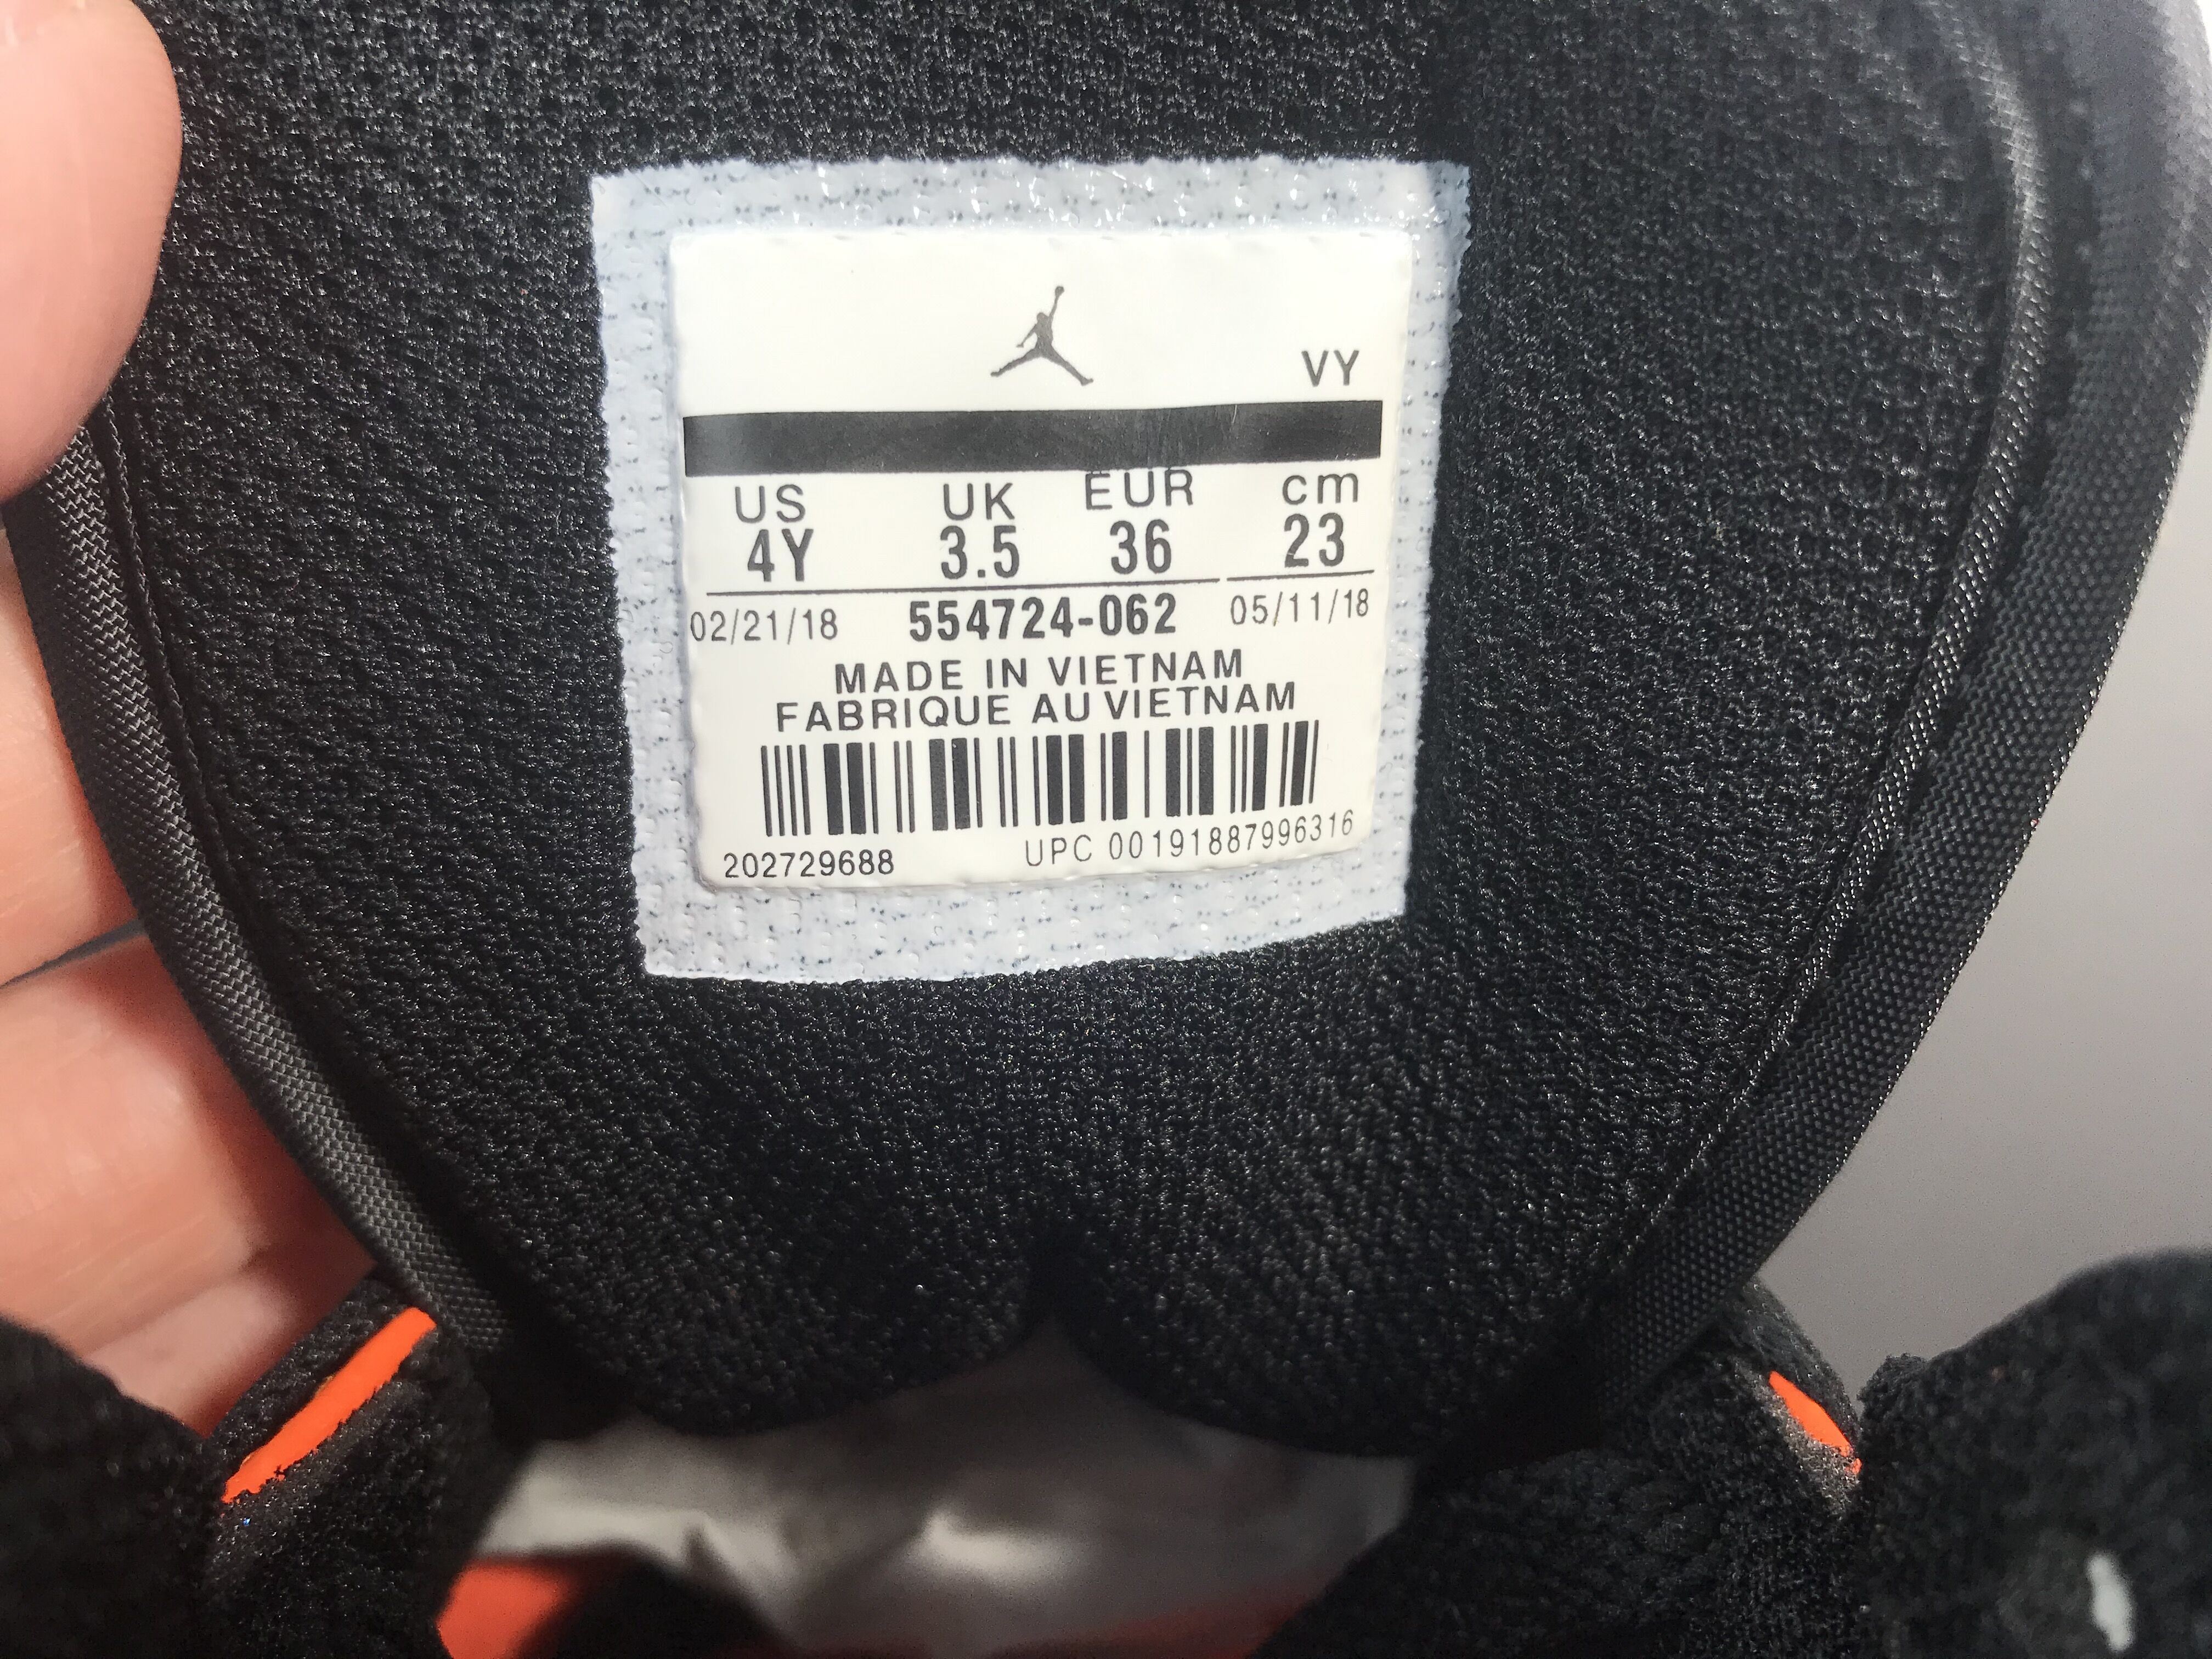 VY
US UK EUR cm
4Y 3.5 36 23
02/21/18 554724-062 05/11/18
MADE IN VIETNAM
FABRIQUE AU VIETNAM
202729688 UPC 00191887996316